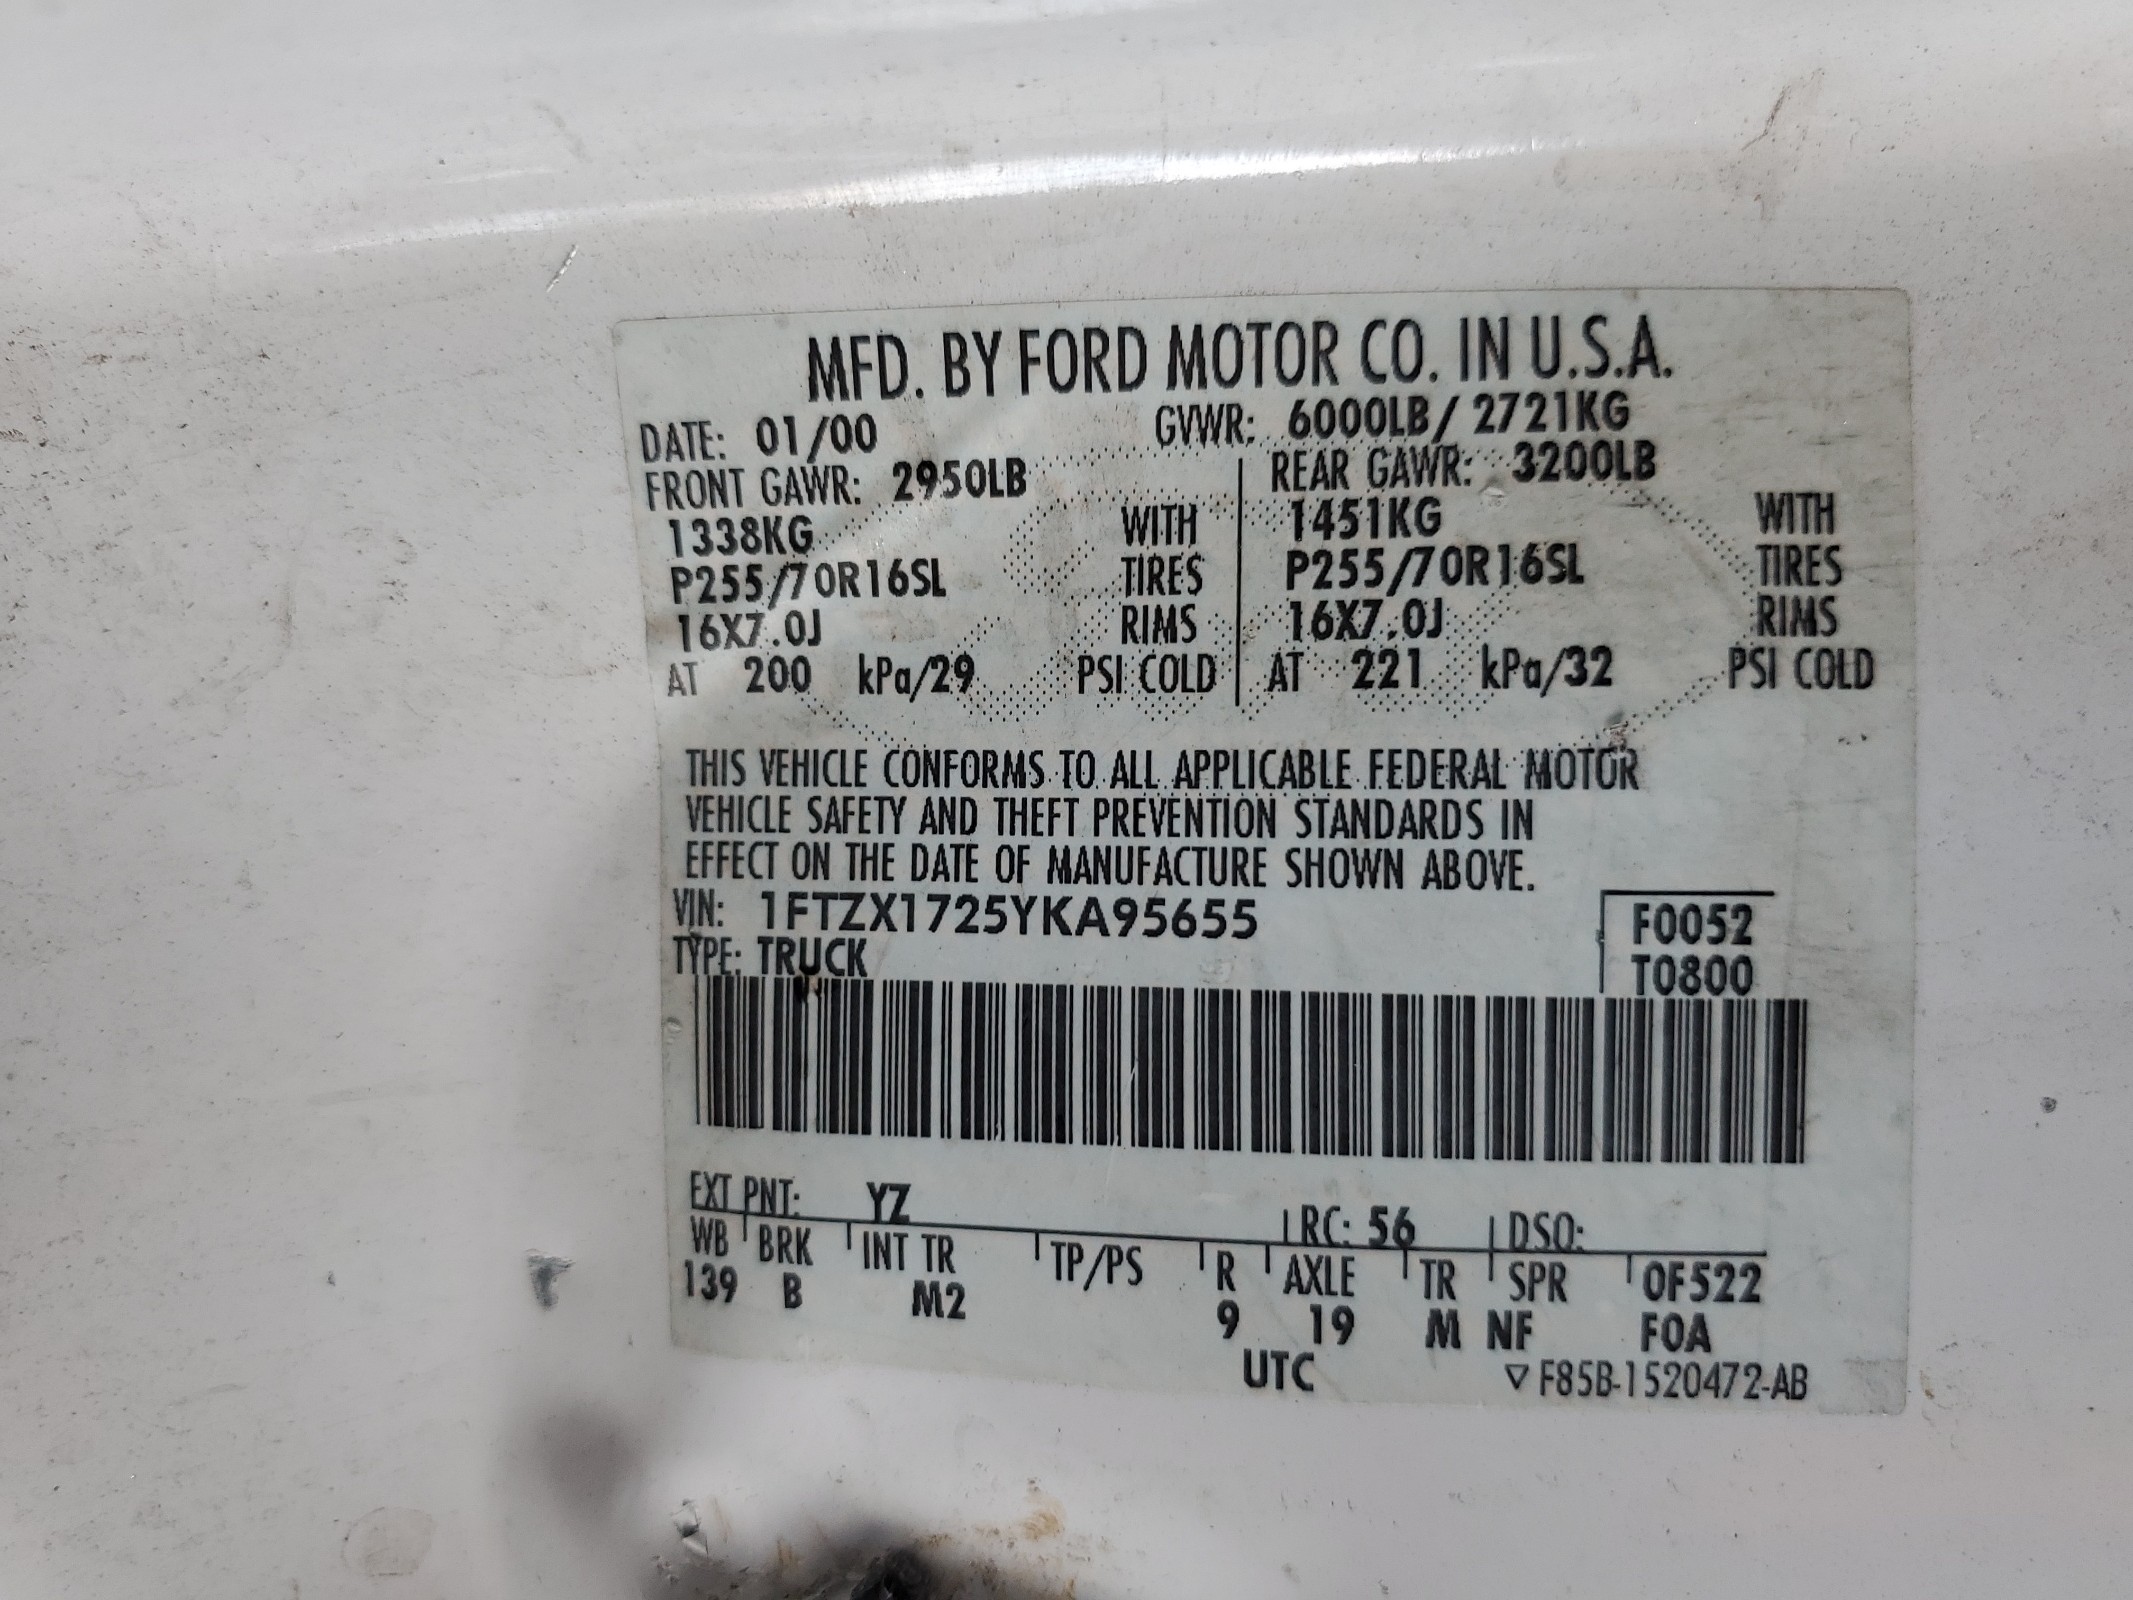 MFD. BY FORD MOTOR CO. IN U.S.A.
DATE: 01/00 GVWR: 6000LB/ 2721KG
FRONT GAWR: 2950LB REAR GAWR: 3200LB
1338KG WITH 1451KG WITH
P255/70R16SL TIRES P255/70R16SL TIRES
16X7.0J RIMS 16X7.0J RIMS
AT 200 kPa/29 PSI COLD AT 221 kPa/32 PSI COLD
THIS VEHICLE CONFORMS TO ALL APPLICABLE FEDERAL MOTOR
VEHICLE SAFETY AND THEFT PREVENTION STANDARDS IN
EFFECT ON THE DATE OF MANUFACTURE SHOWN ABOVE.
VIN: 1FTZX1725YKA95655 F0052
TYPE: TRUCK T0800
EXT PNT: YZ RC: 56 DSO:
WB BRK INT TR TP/PS R AXLE TR SPR 0F522
139 B M2 9 19 M NF F0A
UTC ▽ F85B-1520472-AB